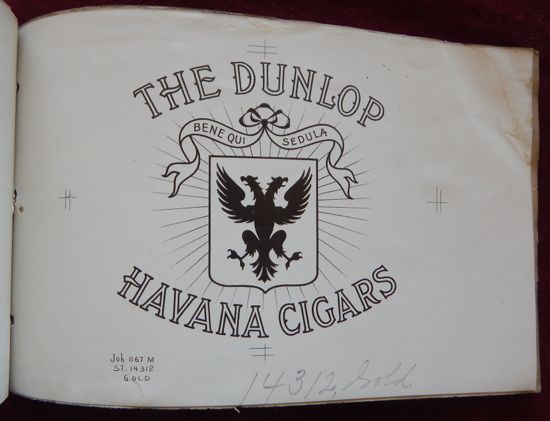 THE DUNLOP
BENE QUI SEDULA
HAVANA CIGARS
Job 1167 M
ST. 14312
GOLD
14312, Gold